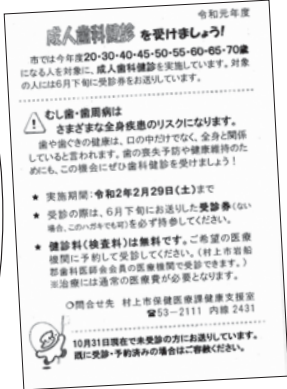 令和元年度
成人歯科健診 を受けましょう!
市では今年度20・30・40・45・50・55・60・65・70歳
になる人を対象に、成人歯科健診を実施しています。対象
の人には6月下旬に受診券をお送りしています。
むし歯・歯周病は
さまざまな全身疾患のリスクになります。
歯や歯ぐきの健康は、口の中だけでなく、全身と関係
していると言われます。歯の喪失予防や健康維持のた
めにも、この機会にぜひ歯科健診を受けましょう!
★ 実施期間:令和2年2月29日(土)まで
★ 受診の際は、6月下旬にお送りした受診券(ない
場合、このハガキでも可)を必ず持参してください。
★ 健診料(検査料)は無料です。ご希望の医療
機関に予約して受診してください。(村上市岩船
郡歯科医師会会員の医療機関で受診できます。)
※治療には通常の医療費が必要となります。
○問合せ先 村上市保健医療課健康支援室
☎53-2111 内線 2431
10月31日現在で未受診の方にお送りしています。
既に受診・予約済みの場合はご容赦ください。